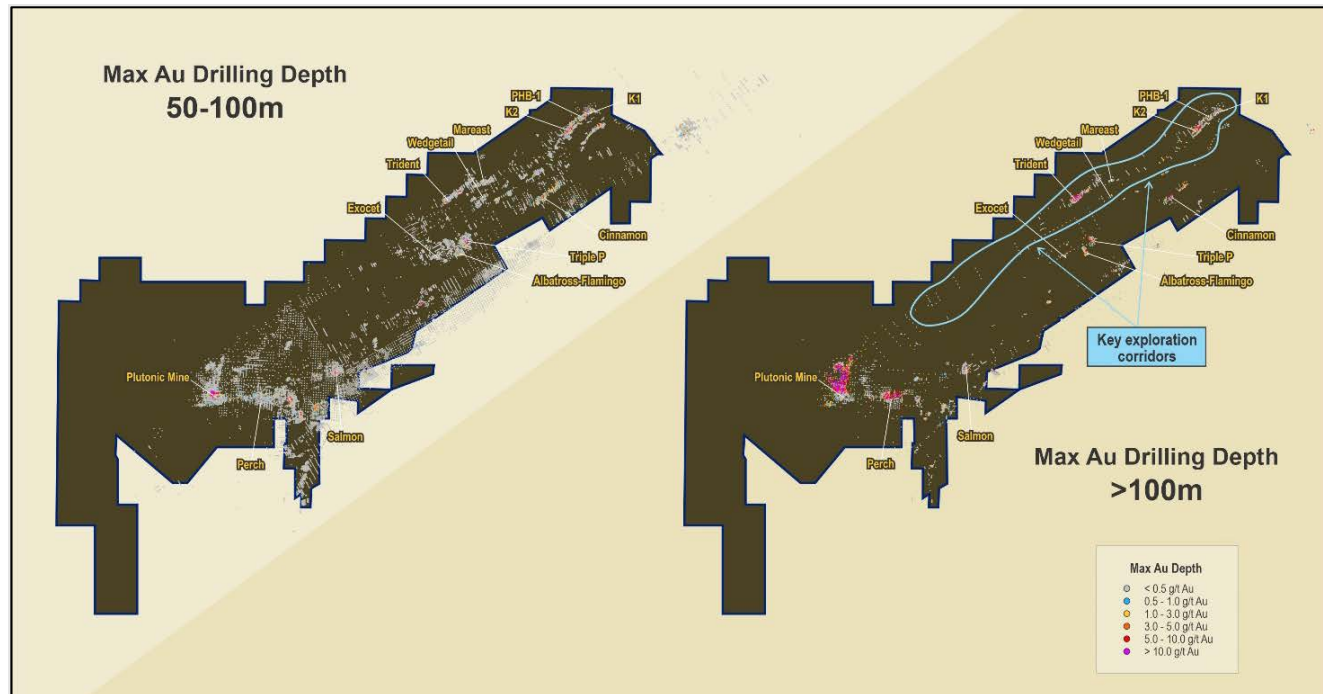 Max Au Drilling Depth
50-100m
PHB-1
K1
K2
Mareast
Wedgetail
Trident
Exocet
Cinnamon
Triple P
Albatross-Flamingo
Plutonic Mine
Salmon
Perch
PHB-1
K1
K2
Mareast
Wedgetail
Trident
Exocet
Cinnamon
Triple P
Albatross-Flamingo
Key exploration
corridors
Plutonic Mine
Salmon
Perch
Max Au Drilling Depth
>100m
Max Au Depth
< 0.5 g/t Au
0.5 - 1.0 g/t Au
1.0 - 3.0 g/t Au
3.0 - 5.0 g/t Au
5.0 - 10.0 g/t Au
> 10.0 g/t Au